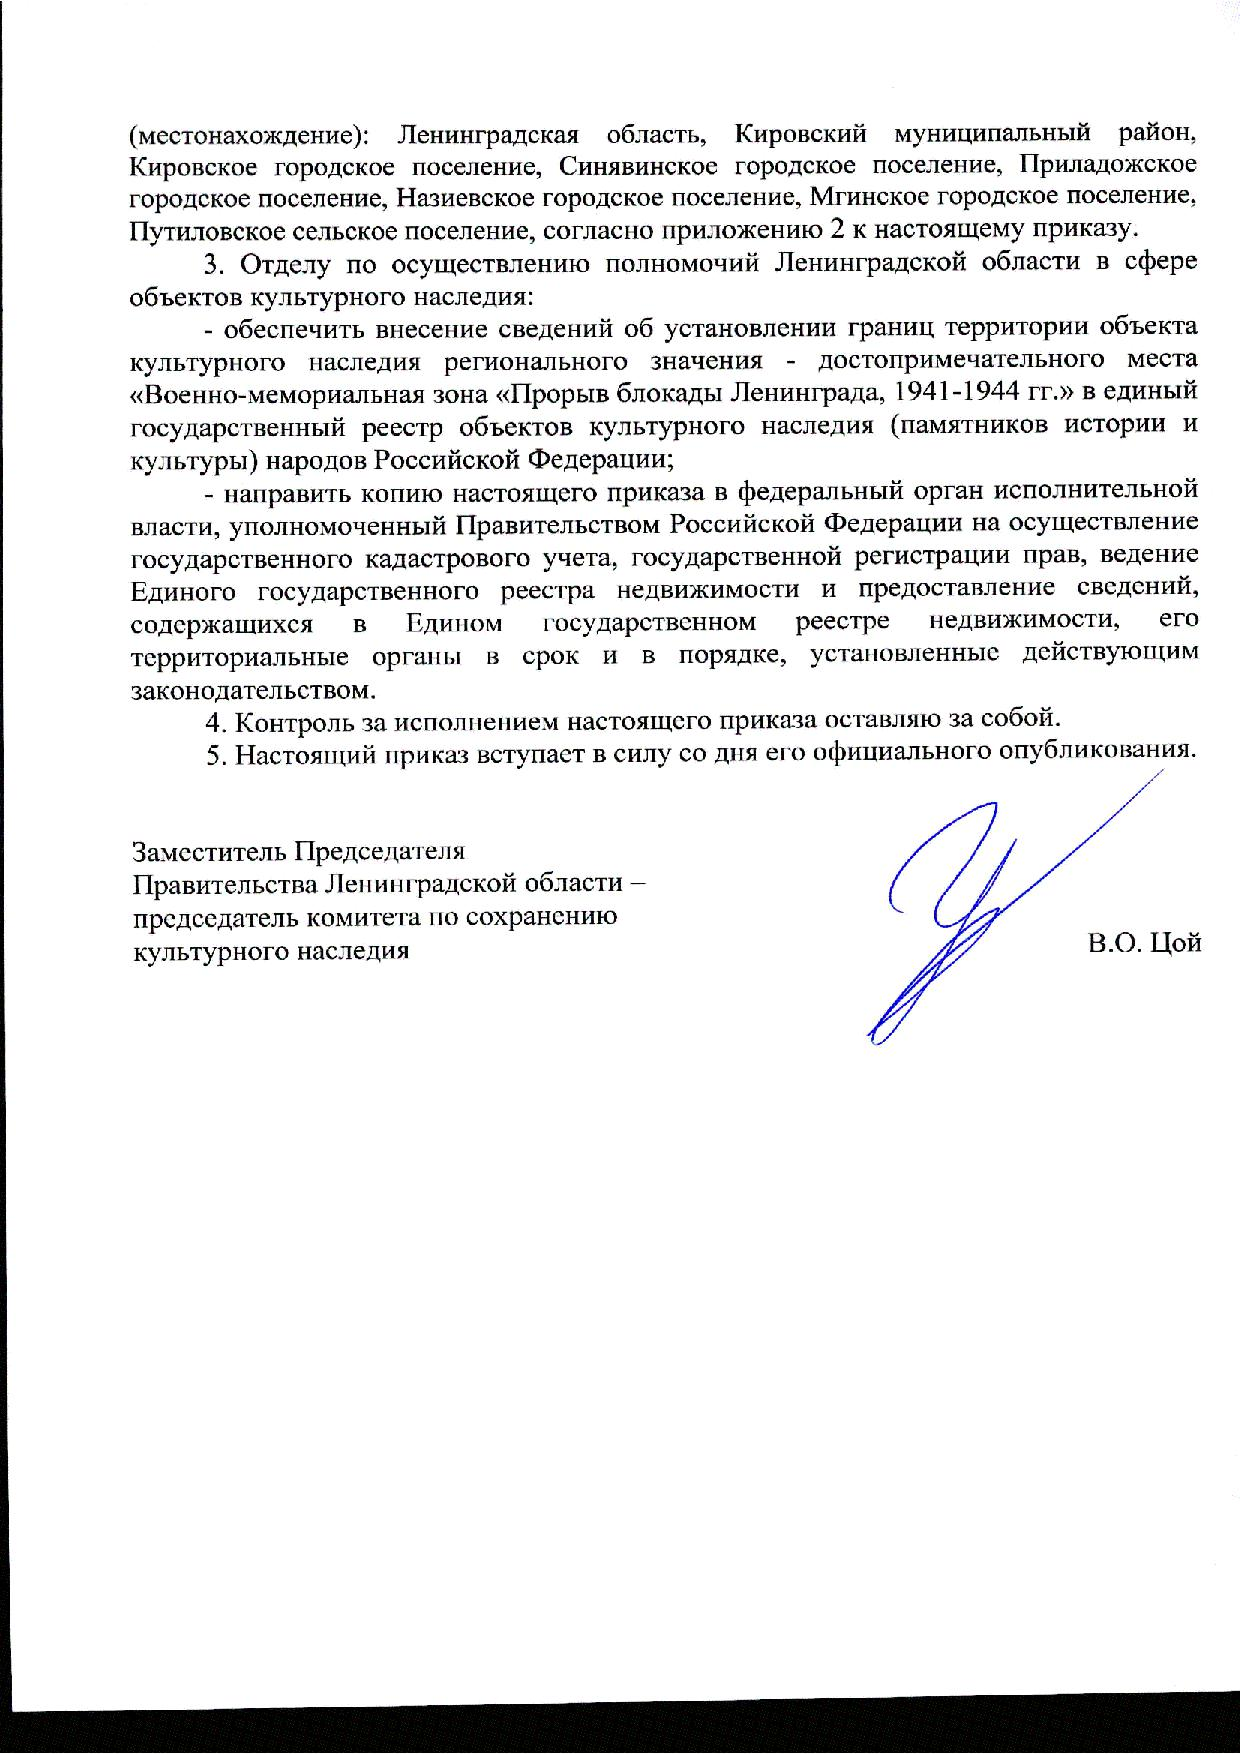 (местонахождение): Ленинградская область, Кировский муниципальный район,
Кировское городское поселение, Синявинское городское поселение, Приладожское
городское поселение, Назиевское городское поселение, Мгинское городское поселение,
Путиловское сельское поселение, согласно приложению 2 к настоящему приказу.
3. Отделу по осуществлению полномочий Ленинградской области в сфере
объектов культурного наследия:
- обеспечить внесение сведений об установлении границ территории объекта
культурного наследия регионального значения - достопримечательного места
«Военно-мемориальная зона «Прорыв блокады Ленинграда, 1941-1944 гг.» в единый
государственный реестр объектов культурного наследия (памятников истории и
культуры) народов Российской Федерации;
- направить копию настоящего приказа в федеральный орган исполнительной
власти, уполномоченный Правительством Российской Федерации на осуществление
государственного кадастрового учета, государственной регистрации прав, ведение
Единого государственного реестра недвижимости и предоставление сведений,
содержащихся в Едином государственном реестре недвижимости, его
территориальные органы в срок и в порядке, установленные действующим
законодательством.
4. Контроль за исполнением настоящего приказа оставляю за собой.
5. Настоящий приказ вступает в силу со дня его официального опубликования.
Заместитель Председателя
Правительства Ленинградской области –
председатель комитета по сохранению
культурного наследия
В.О. Цой